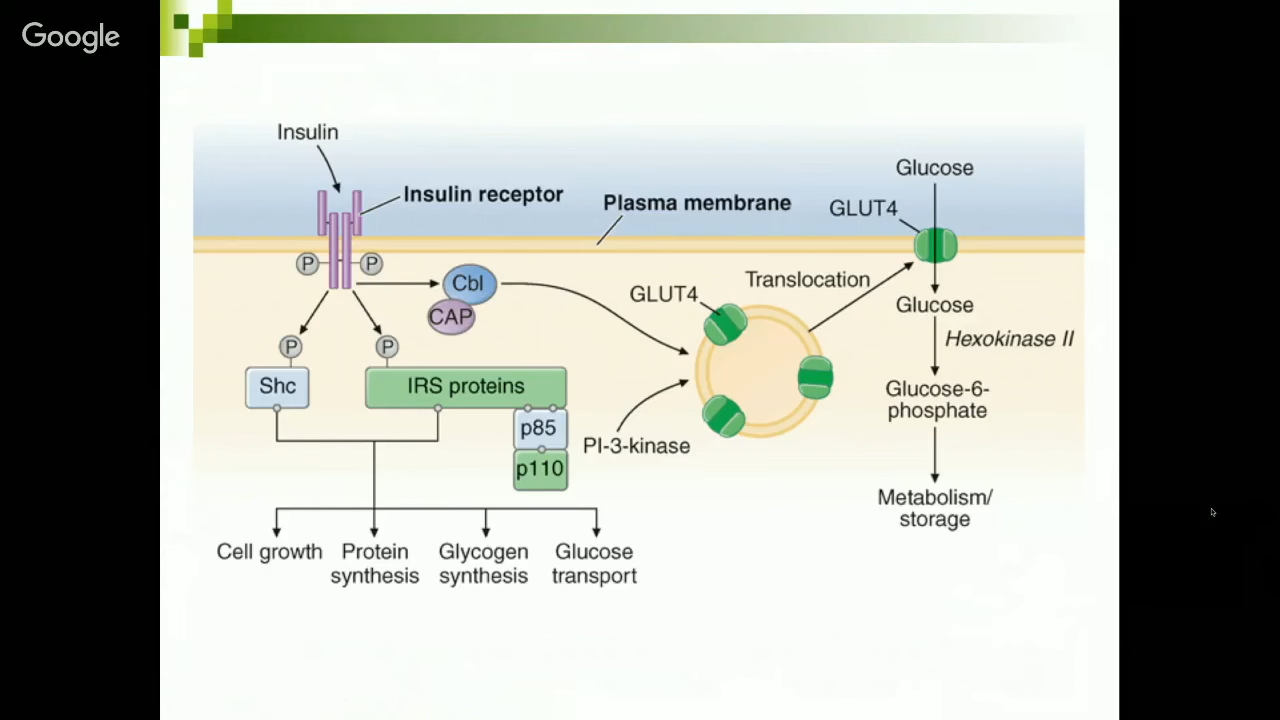 Google
Insulin
Insulin receptor
Plasma membrane
Glucose
GLUT4
P
P
Cbl
CAP
Translocation
GLUT4
Glucose
Hexokinase II
P
P
Shc
IRS proteins
p85
p110
PI-3-kinase
Glucose-6-
phosphate
Metabolism/
storage
Cell growth
Protein
synthesis
Glycogen
synthesis
Glucose
transport